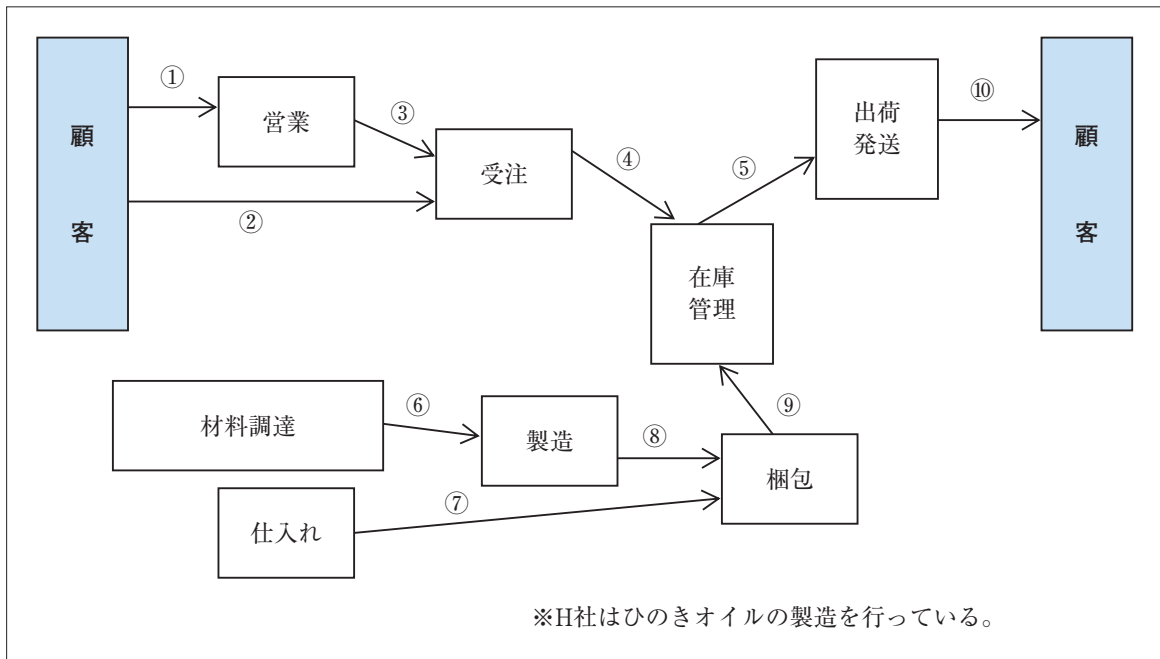 顧客
①
営業
③
②
受注
④
在庫
管理
⑤
出荷
発送
⑩
顧客
材料調達
⑥
製造
⑧
仕入れ
⑦
梱包
⑨
※H社はひのきオイルの製造を行っている。